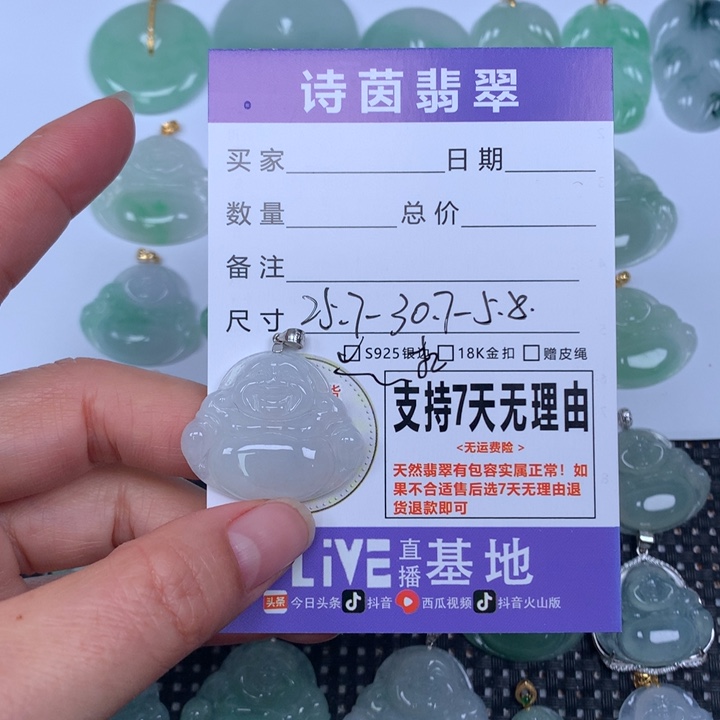 诗茵翡翠
买家 日期
数量 总价
备注
尺寸 25.7-30.7-5.8.
S925银 18K金扣 赠皮绳
支持7天无理由
<无运费险>
天然翡翠有包容实属正常！如
果不合适售后选7天无理由退
货退款即可
LiVE直播基地
头条 今日头条 抖音 西瓜视频 抖音火山版